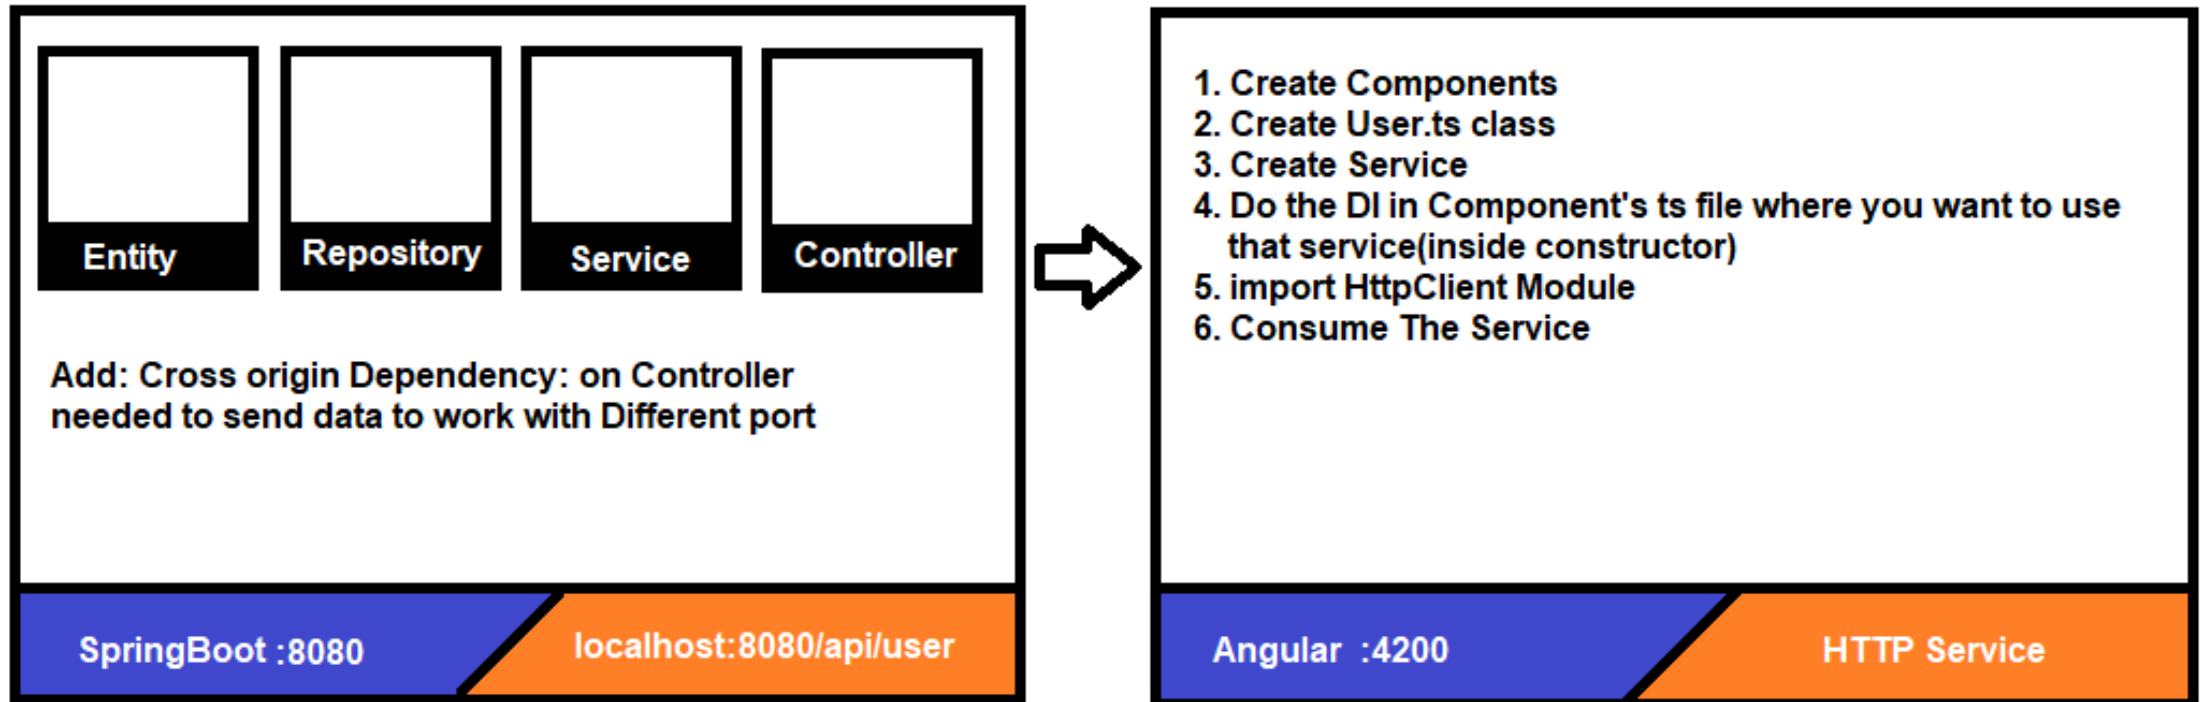 Entity
Repository
Service
Controller
Add: Cross origin Dependency: on Controller
needed to send data to work with Different port
SpringBoot :8080
localhost:8080/api/user
1. Create Components
2. Create User.ts class
3. Create Service
4. Do the DI in Component's ts file where you want to use
that service(inside constructor)
5. import HttpClient Module
6. Consume The Service
Angular :4200
HTTP Service